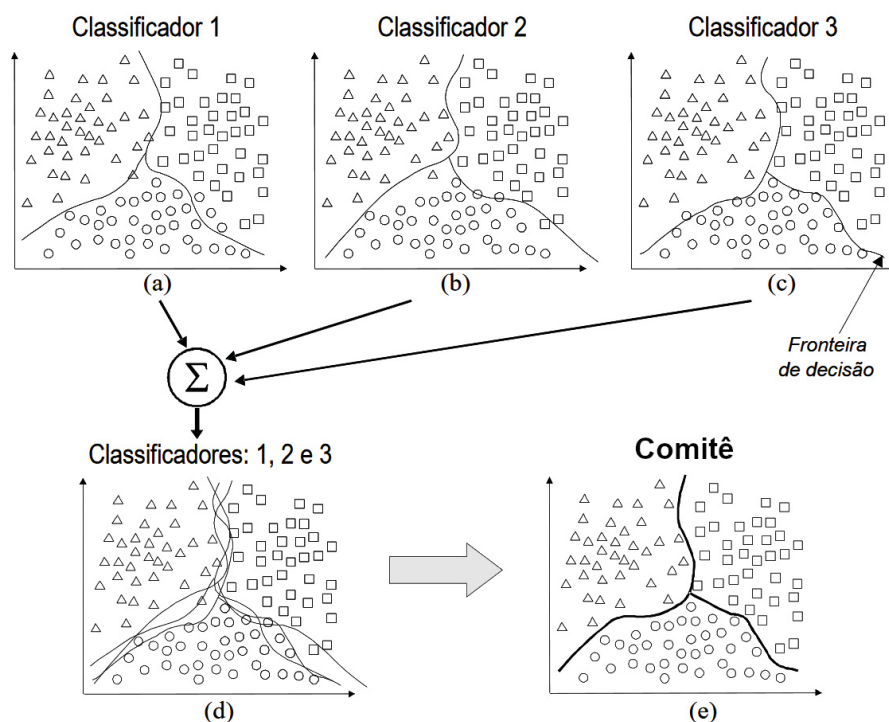 Classificador 1
Classificador 2
Classificador 3
(a)
(b)
(c)
Fronteira
de decisão
Σ
Classificadores: 1, 2 e 3
Comitê
(d)
(e)